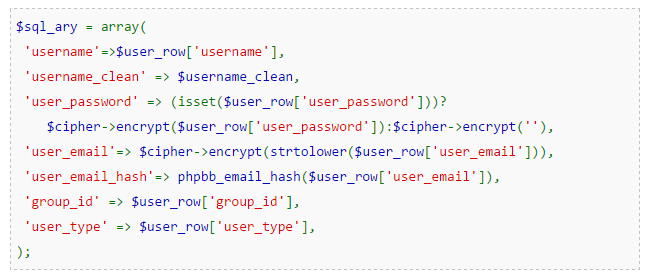 $sql_ary = array(
'username'=>$user_row['username'],
'username_clean' => $username_clean,
'user_password' => (isset($user_row['user_password']))?
$cipher->encrypt($user_row['user_password']):$cipher->encrypt(''),
'user_email'=> $cipher->encrypt(strtolower($user_row['user_email'])),
'user_email_hash'=> phpbb_email_hash($user_row['user_email']),
'group_id' => $user_row['group_id'],
'user_type' => $user_row['user_type'],
);